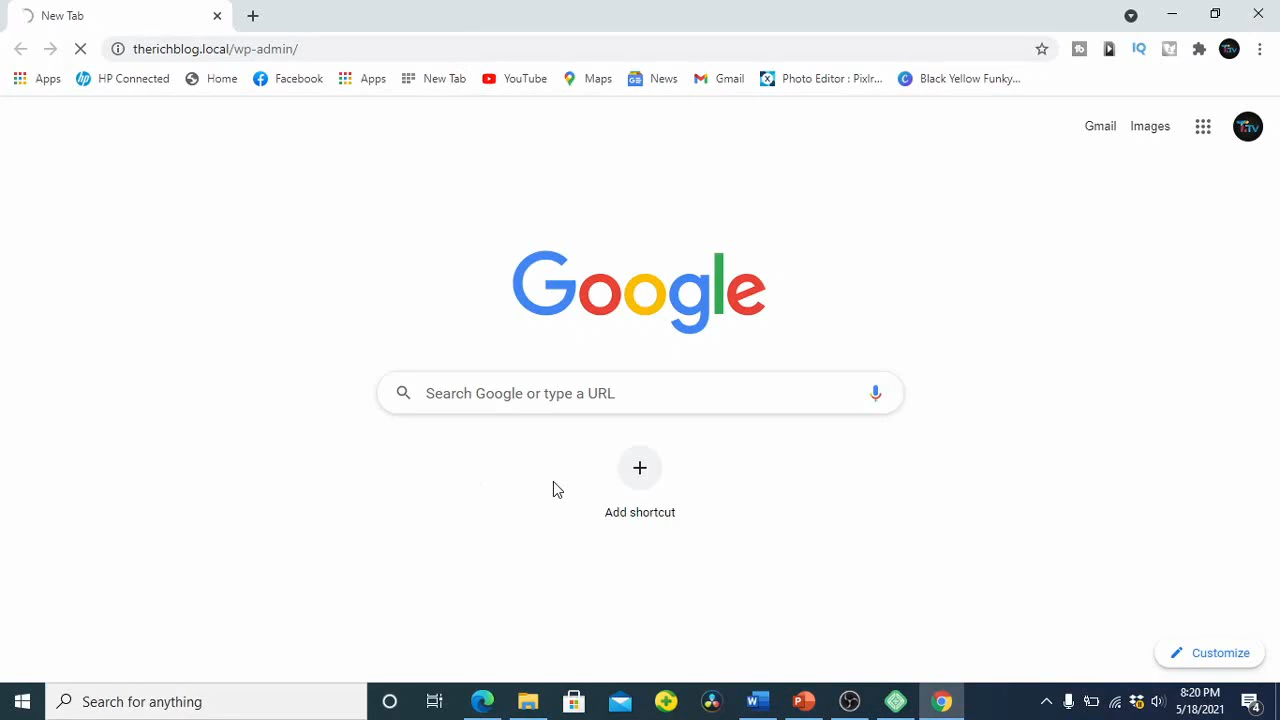 New Tab
therichblog.local/wp-admin/
IQ
Apps HP Connected Home Facebook Apps New Tab YouTube Maps News Gmail Photo Editor : Pixlr... Black Yellow Funky...
Gmail Images
Google
Search Google or type a URL
Add shortcut
Customize
Search for anything
8:20 PM
5/18/2021
4